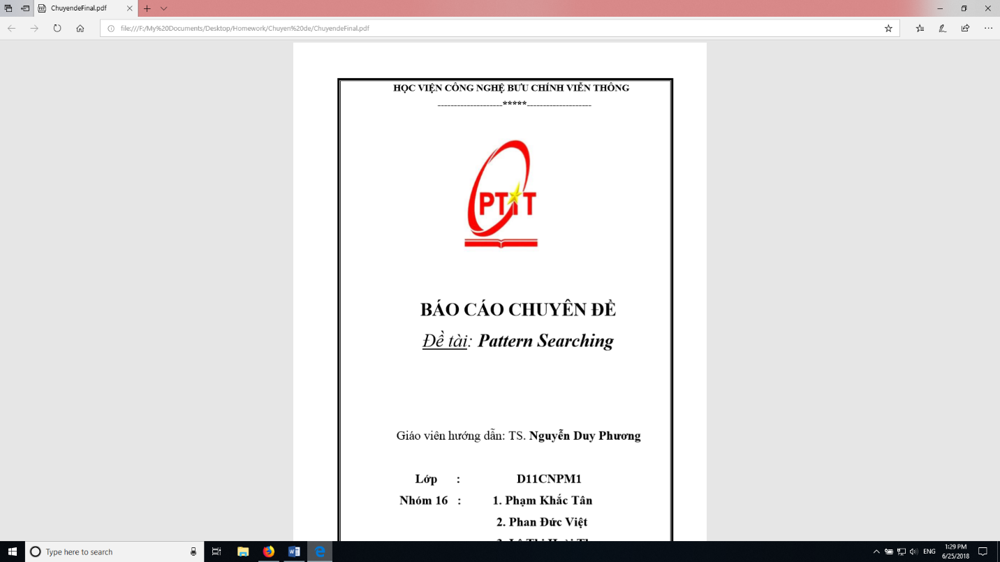 ChuyendeFinal.pdf
file:///F:/My%20Documents/Desktop/Homework/Chuyen%20de/ChuyendeFinal.pdf
HỌC VIỆN CÔNG NGHỆ BƯU CHÍNH VIỄN THÔNG
--------------------*****--------------------
PTIT
BÁO CÁO CHUYÊN ĐỀ
Đề tài: Pattern Searching
Giáo viên hướng dẫn: TS. Nguyễn Duy Phương
Lớp : D11CNPM1
Nhóm 16 : 1. Phạm Khắc Tân
2. Phan Đức Việt
Type here to search
ENG
1:29 PM
6/25/2018